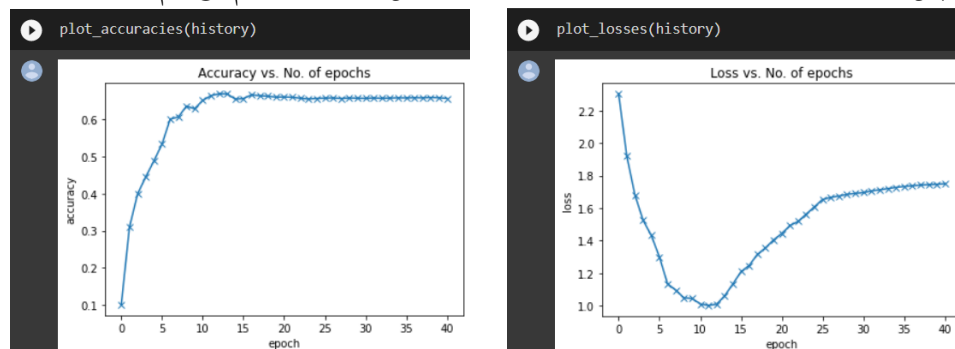 plot_accuracies(history)
Accuracy vs. No. of epochs
accuracy
0.6
0.5
0.4
0.3
0.2
0.1
0 5 10 15 20 25 30 35 40
epoch
plot_losses(history)
Loss vs. No. of epochs
loss
2.2
2.0
1.8
1.6
1.4
1.2
1.0
0 5 10 15 20 25 30 35 40
epoch